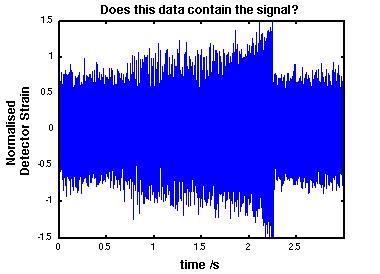 Does this data contain the signal?
1.5
1
0.5
0
-0.5
-1
-1.5
Normalised
Detector Strain
0 0.5 1 1.5 2 2.5
time /s